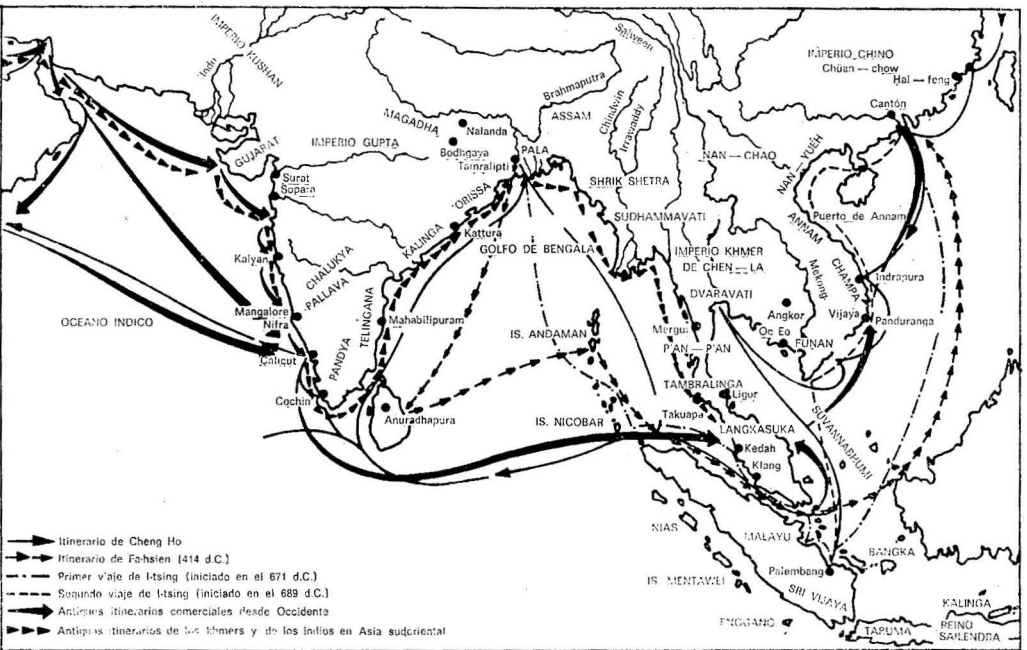 IMPERIO KUSHAN
Indo
Salween
IMPERIO CHINO
Chüan-chow
Hai-feng
Cantón
Brahmaputra
ASSAM
Chindwin
Irrawaddy
MAGADHA
Nalanda
Bodhgaya
Tamralipti
PALA
IMPERIO GUPTA
GUJARAT
Surat
Sopara
NAN-CHAO
NAN-YUEH
SHRIK SHETRA
ORISSA
KALINGA
Kattura
SUDHAMMAVATI
Puerto de Annam
ANNAM
GOLFO DE BENGALA
IMPERIO KHMER
DE CHEN-LA
Mekong
CHAMPA
Indrapura
Kalyan
CHALUKYA
PALLAVA
DVARAVATI
Angkor
Vijaya
Panduranga
Mangalore
Nitra
TELINGANA
Mahabilipuram
OCEANO INDICO
IS. ANDAMAN
Mergui
Oc Eo
FUNAN
P'AN-P'AN
Calicut
PANDYA
TAMBRALINGA
Ligor
Cochin
Anuradhapura
IS. NICOBAR
Takuapa
LANGKASUKA
SUVANNABHUMI
Kedah
Klang
NIAS
MALAYU
BANGKA
Palembang
IS. MENTAWEI
SRI VIJAYA
ENGGANO
TARUMA
KALINGA
REINO
SAILENDRA
Itinerario de Cheng Ho
Itinerario de Fa-hsien (414 d.C.)
Primer viaje de I-tsing (iniciado en el 671 d.C.)
Segundo viaje de I-tsing (iniciado en el 689 d.C.)
Antiguos itinerarios comerciales desde Occidente
Antiguos itinerarios de los khmers y de los indios en Asia sudoriental